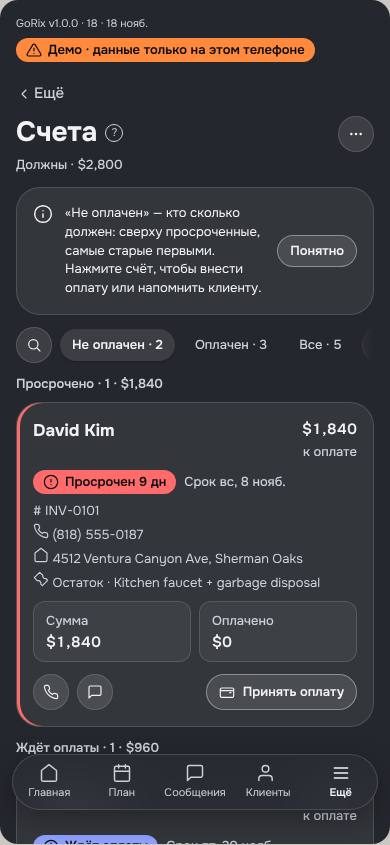 GoRix v1.0.0 · 18 · 18 нояб.
Демо · данные только на этом телефоне
Ещё
Счета ?
...
Должны · $2,800
«Не оплачен» — кто сколько
должен: сверху просроченные,
самые старые первыми.
Нажмите счёт, чтобы внести
оплату или напомнить клиенту.
Понятно
Не оплачен · 2 Оплачен · 3 Все · 5
Просрочено · 1 · $1,840
David Kim $1,840
к оплате
Просрочен 9 дн Срок вс, 8 нояб.
# INV-0101
(818) 555-0187
4512 Ventura Canyon Ave, Sherman Oaks
Остаток · Kitchen faucet + garbage disposal
Сумма Оплачено
$1,840 $0
Принять оплату
Ждёт оплаты · 1 · $960
Главная План Сообщения Клиенты Ещё
к оплате